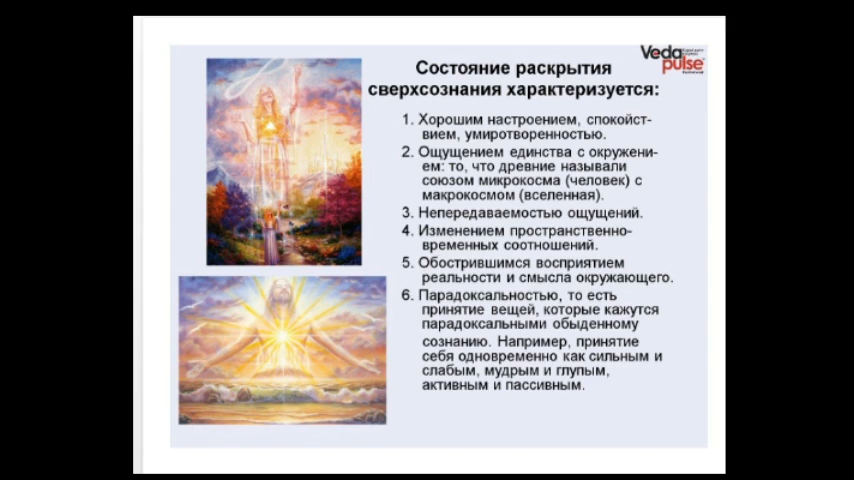 Veda
pulse
Состояние раскрытия
сверхсознания характеризуется:
1. Хорошим настроением, спокойст-
вием, умиротворенностью.
2. Ощущением единства с окружени-
ем: то, что древние называли
союзом микрокосма (человек) с
макрокосмом (вселенная).
3. Непередаваемостью ощущений.
4. Изменением пространственно-
временных соотношений.
5. Обострившимся восприятием
реальности и смысла окружающего.
6. Парадоксальностью, то есть
принятие вещей, которые кажутся
парадоксальными обыденному
сознанию. Например, принятие
себя одновременно как сильным и
слабым, мудрым и глупым,
активным и пассивным.